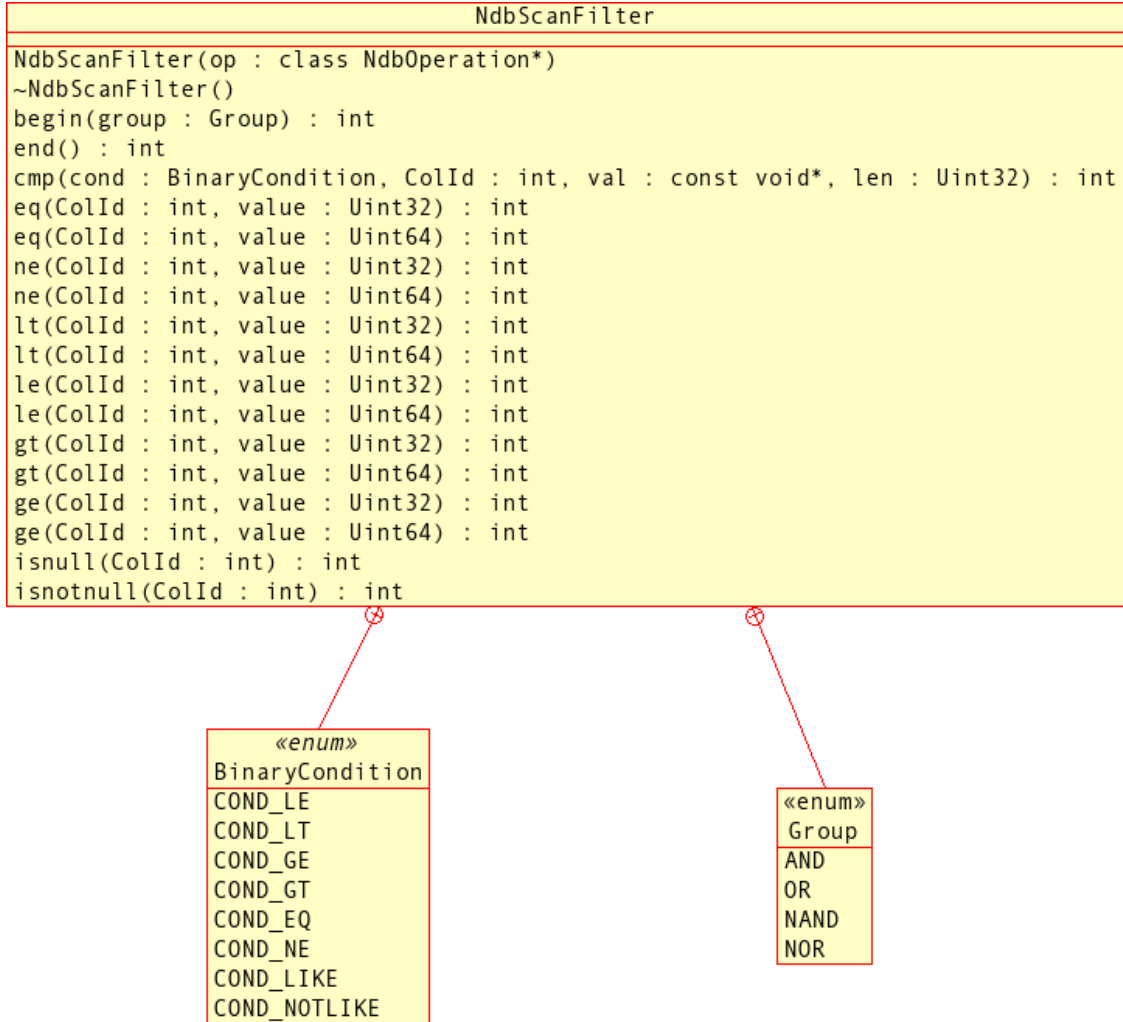 NdbScanFilter
NdbScanFilter(op : class NdbOperation*)
~NdbScanFilter()
begin(group : Group) : int
end() : int
cmp(cond : BinaryCondition, ColId : int, val : const void*, len : Uint32) : int
eq(ColId : int, value : Uint32) : int
eq(ColId : int, value : Uint64) : int
ne(ColId : int, value : Uint32) : int
ne(ColId : int, value : Uint64) : int
lt(ColId : int, value : Uint32) : int
lt(ColId : int, value : Uint64) : int
le(ColId : int, value : Uint32) : int
le(ColId : int, value : Uint64) : int
gt(ColId : int, value : Uint32) : int
gt(ColId : int, value : Uint64) : int
ge(ColId : int, value : Uint32) : int
ge(ColId : int, value : Uint64) : int
isnull(ColId : int) : int
isnotnull(ColId : int) : int
«enum»
BinaryCondition
COND_LE
COND_LT
COND_GE
COND_GT
COND_EQ
COND_NE
COND_LIKE
COND_NOTLIKE
«enum»
Group
AND
OR
NAND
NOR